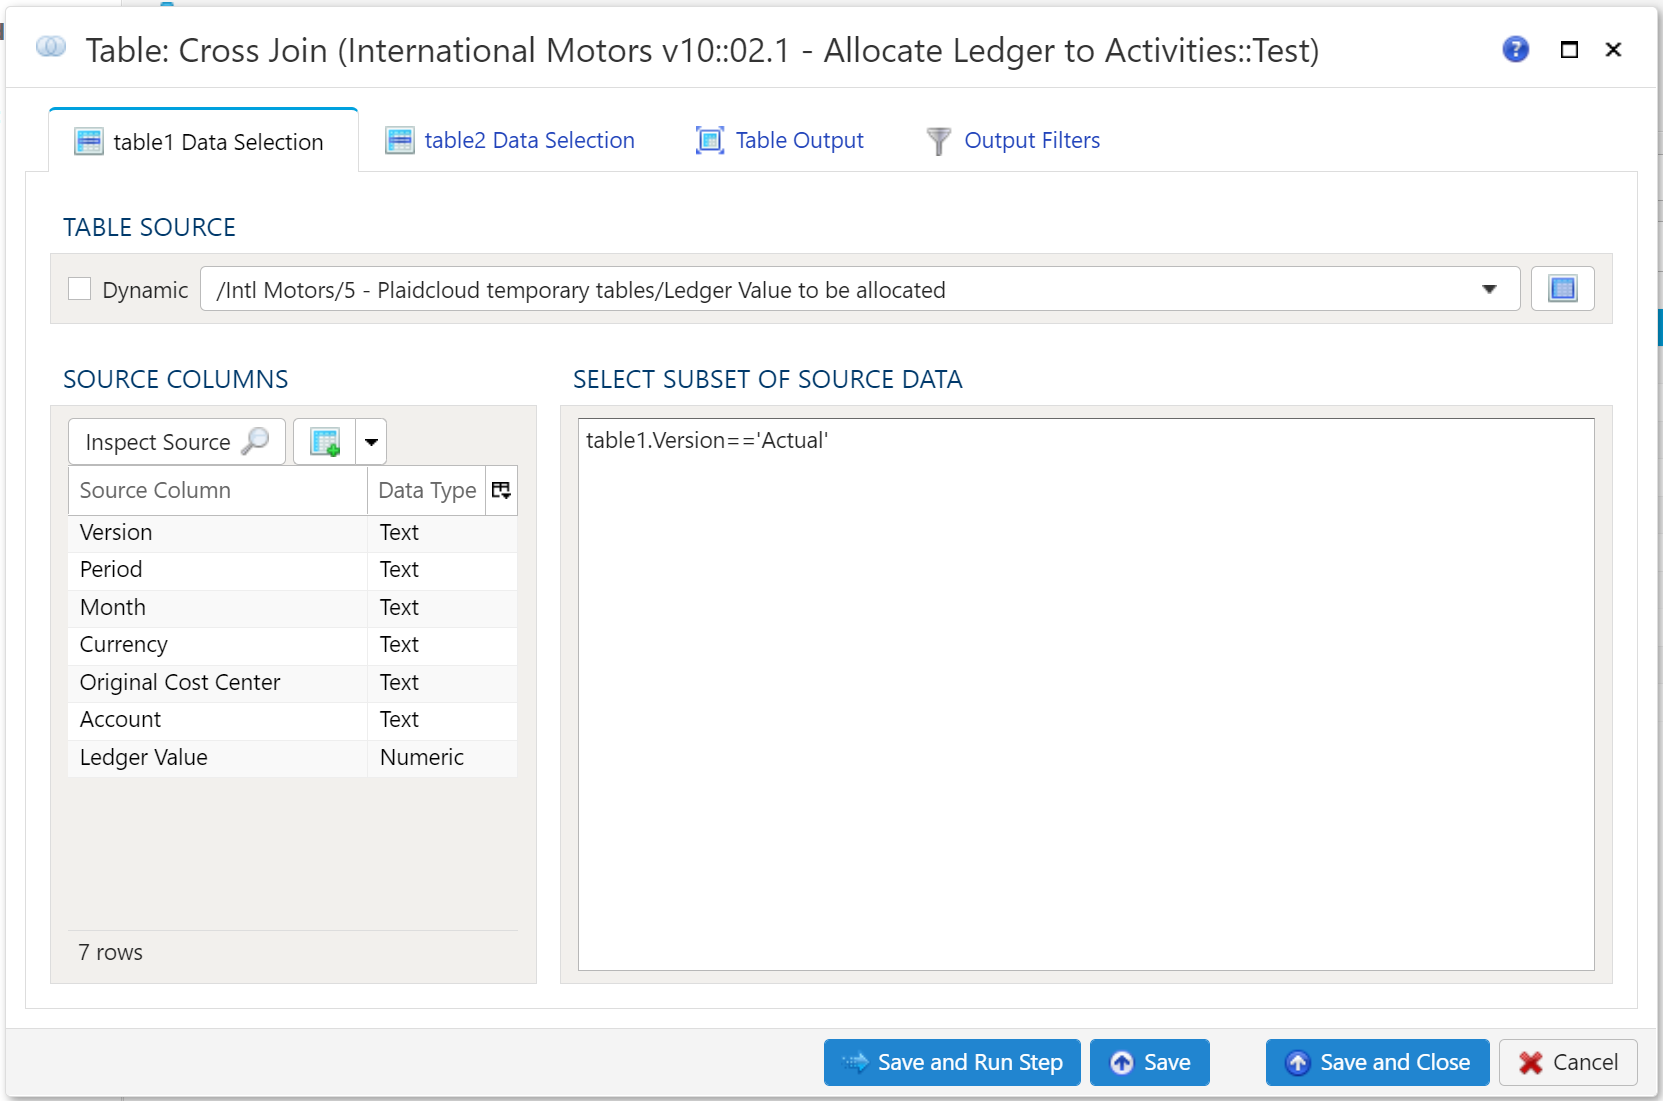 Table: Cross Join (International Motors v10::02.1 - Allocate Ledger to Activities::Test)
?
table1 Data Selection
table2 Data Selection
Table Output
Output Filters
TABLE SOURCE
Dynamic
/Intl Motors/5 - Plaidcloud temporary tables/Ledger Value to be allocated
SOURCE COLUMNS
SELECT SUBSET OF SOURCE DATA
Inspect Source
table1.Version=='Actual'
Source Column Data Type
Version Text
Period Text
Month Text
Currency Text
Original Cost Center Text
Account Text
Ledger Value Numeric
7 rows
Save and Run Step
Save
Save and Close
Cancel